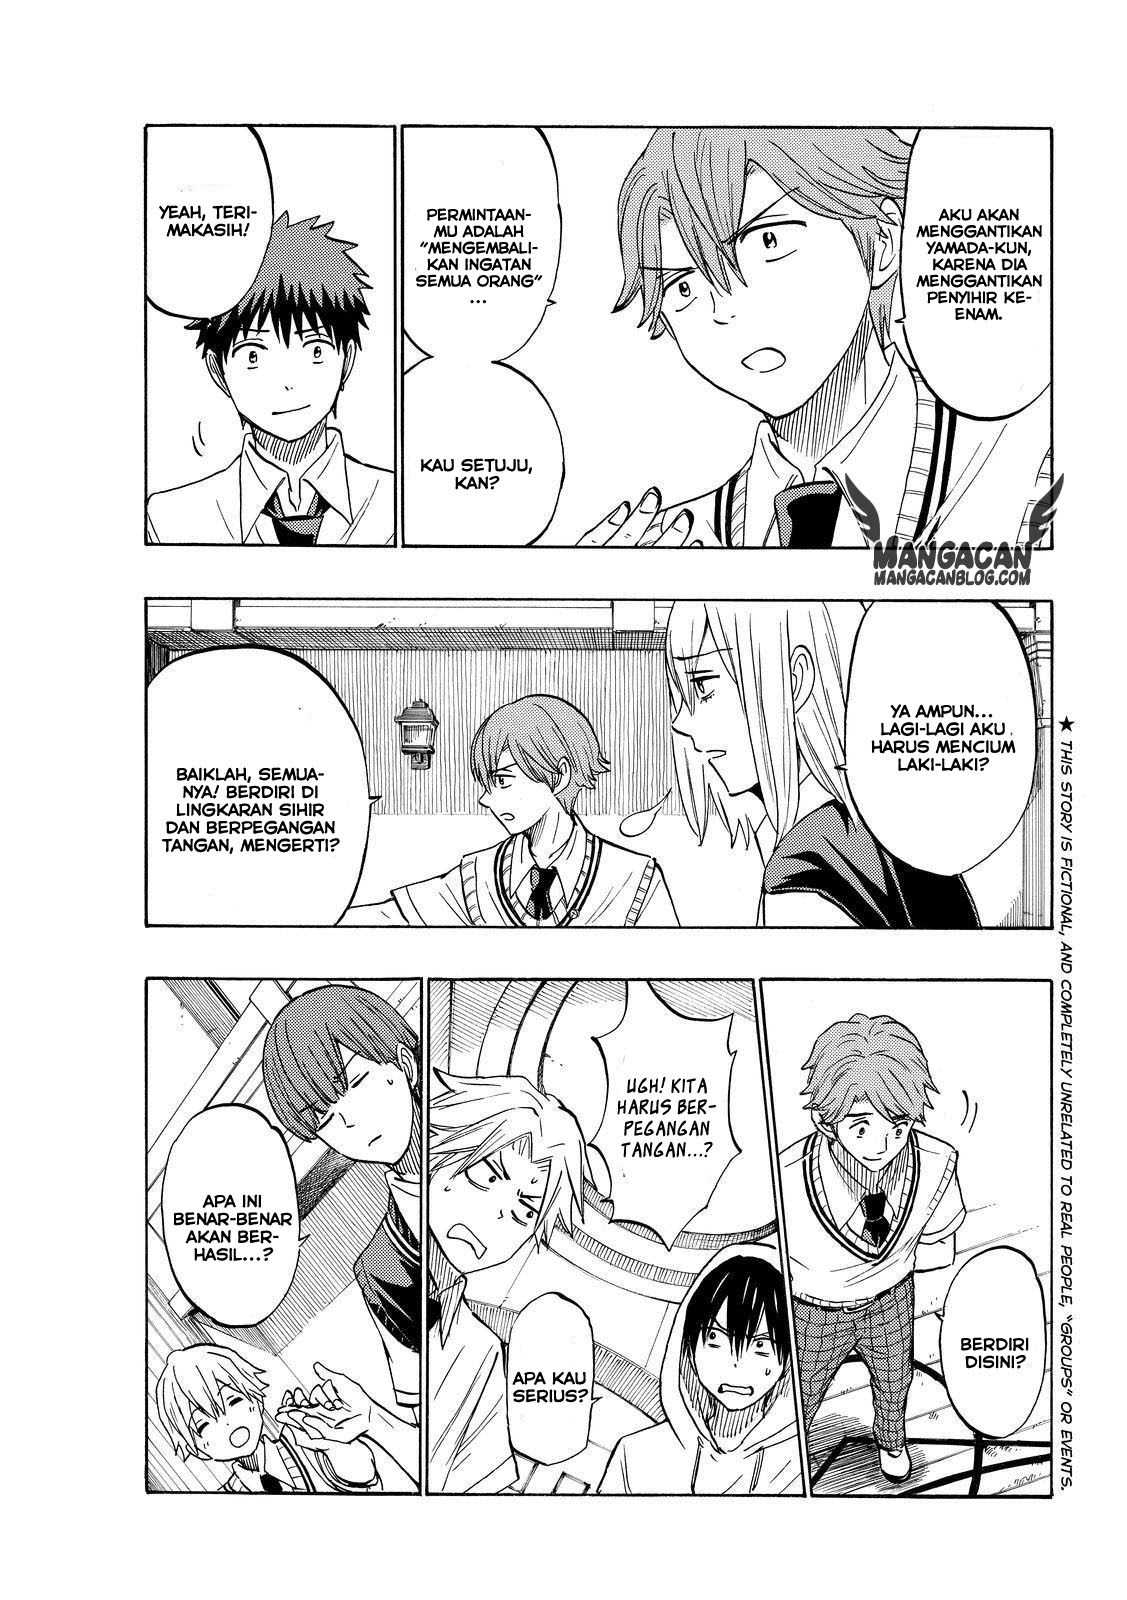 AKU AKAN
MENGGANTIKAN
YAMADA-KUN,
KARENA DIA
MENGGANTIKAN
PENYIHIR KE-
ENAM.
PERMINTAAN-
MU ADALAH
"MENGEMBALI-
KAN INGATAN
SEMUA ORANG"
...
KAU SETUJU,
KAN?
YEAH, TERI-
MAKASIH!
MANGACAN
MANGACANBLOG.COM
YA AMPUN...
LAGI-LAGI AKU
HARUS MENCIUM
LAKI-LAKI?
BAIKLAH, SEMUA-
NYA! BERDIRI DI
LINGKARAN SIHIR
DAN BERPEGANGAN
TANGAN, MENGERTI?
★ THIS STORY IS FICTIONAL, AND COMPLETELY UNRELATED TO REAL PEOPLE, "GROUPS" OR EVENTS.
BERDIRI
DISINI?
UGH! KITA
HARUS BER-
PEGANGAN
TANGAN...?
APA KAU
SERIUS?
APA INI
BENAR-BENAR
AKAN BER-
HASIL...?